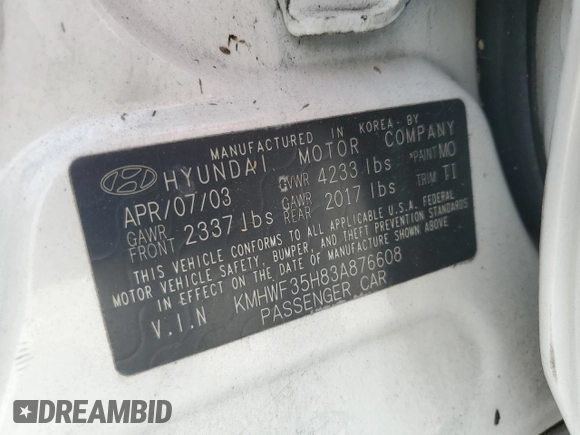 MANUFACTURED IN KOREA BY
HYUNDAI MOTOR COMPANY
APR/07/03 GVWR 4233 lbs *PAINT MO
GAWR FRONT 2337 lbs GAWR REAR 2017 lbs TRIM TI
THIS VEHICLE CONFORMS TO ALL APPLICABLE U.S.A. FEDERAL
MOTOR VEHICLE SAFETY, BUMPER, AND THEFT PREVENTION STANDARDS
IN EFFECT ON THE DATE OF MANUFACTURE SHOWN ABOVE.
V.I.N KMHWF35H83A876608
PASSENGER CAR
DREAMBID